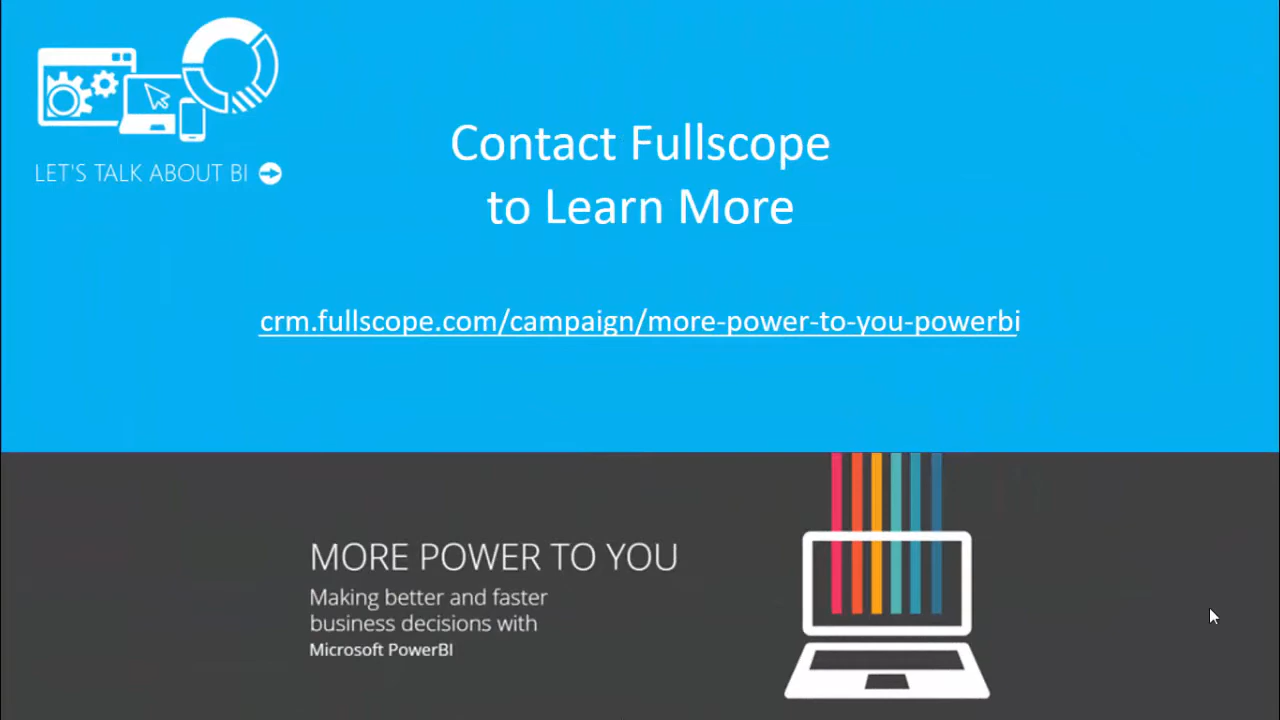 LET'S TALK ABOUT BI
Contact Fullscope
to Learn More
crm.fullscope.com/campaign/more-power-to-you-powerbi
MORE POWER TO YOU
Making better and faster
business decisions with
Microsoft PowerBI